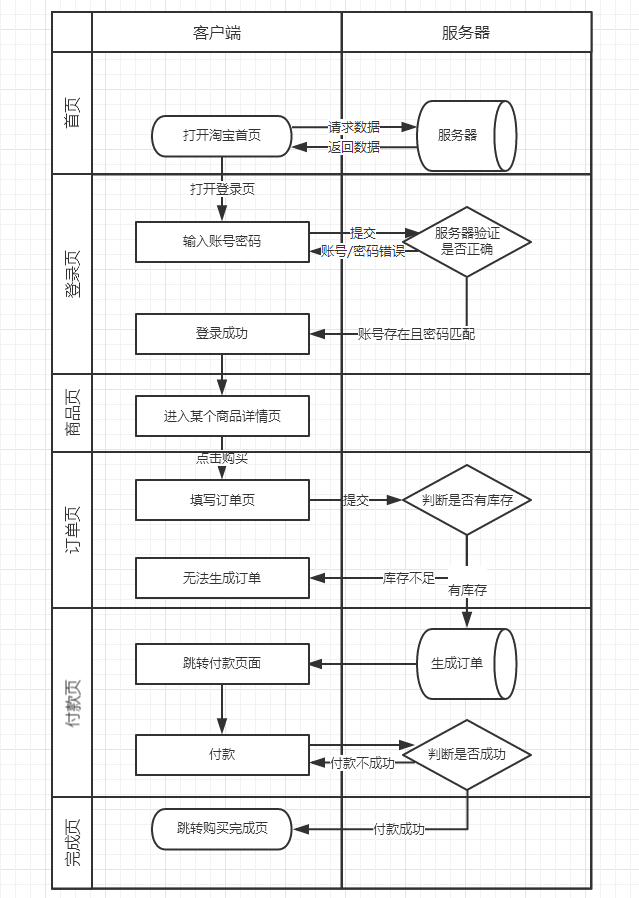 客户端
服务器
首页
打开淘宝首页
请求数据
返回数据
服务器
打开登录页
登录页
输入账号密码
提交
账号/密码错误
服务器验证
是否正确
登录成功
账号存在且密码匹配
商品页
进入某个商品详情页
点击购买
订单页
填写订单页
提交
判断是否有库存
无法生成订单
库存不足
有库存
付款页
跳转付款页面
生成订单
付款
付款不成功
判断是否成功
完成页
跳转购买完成页
付款成功